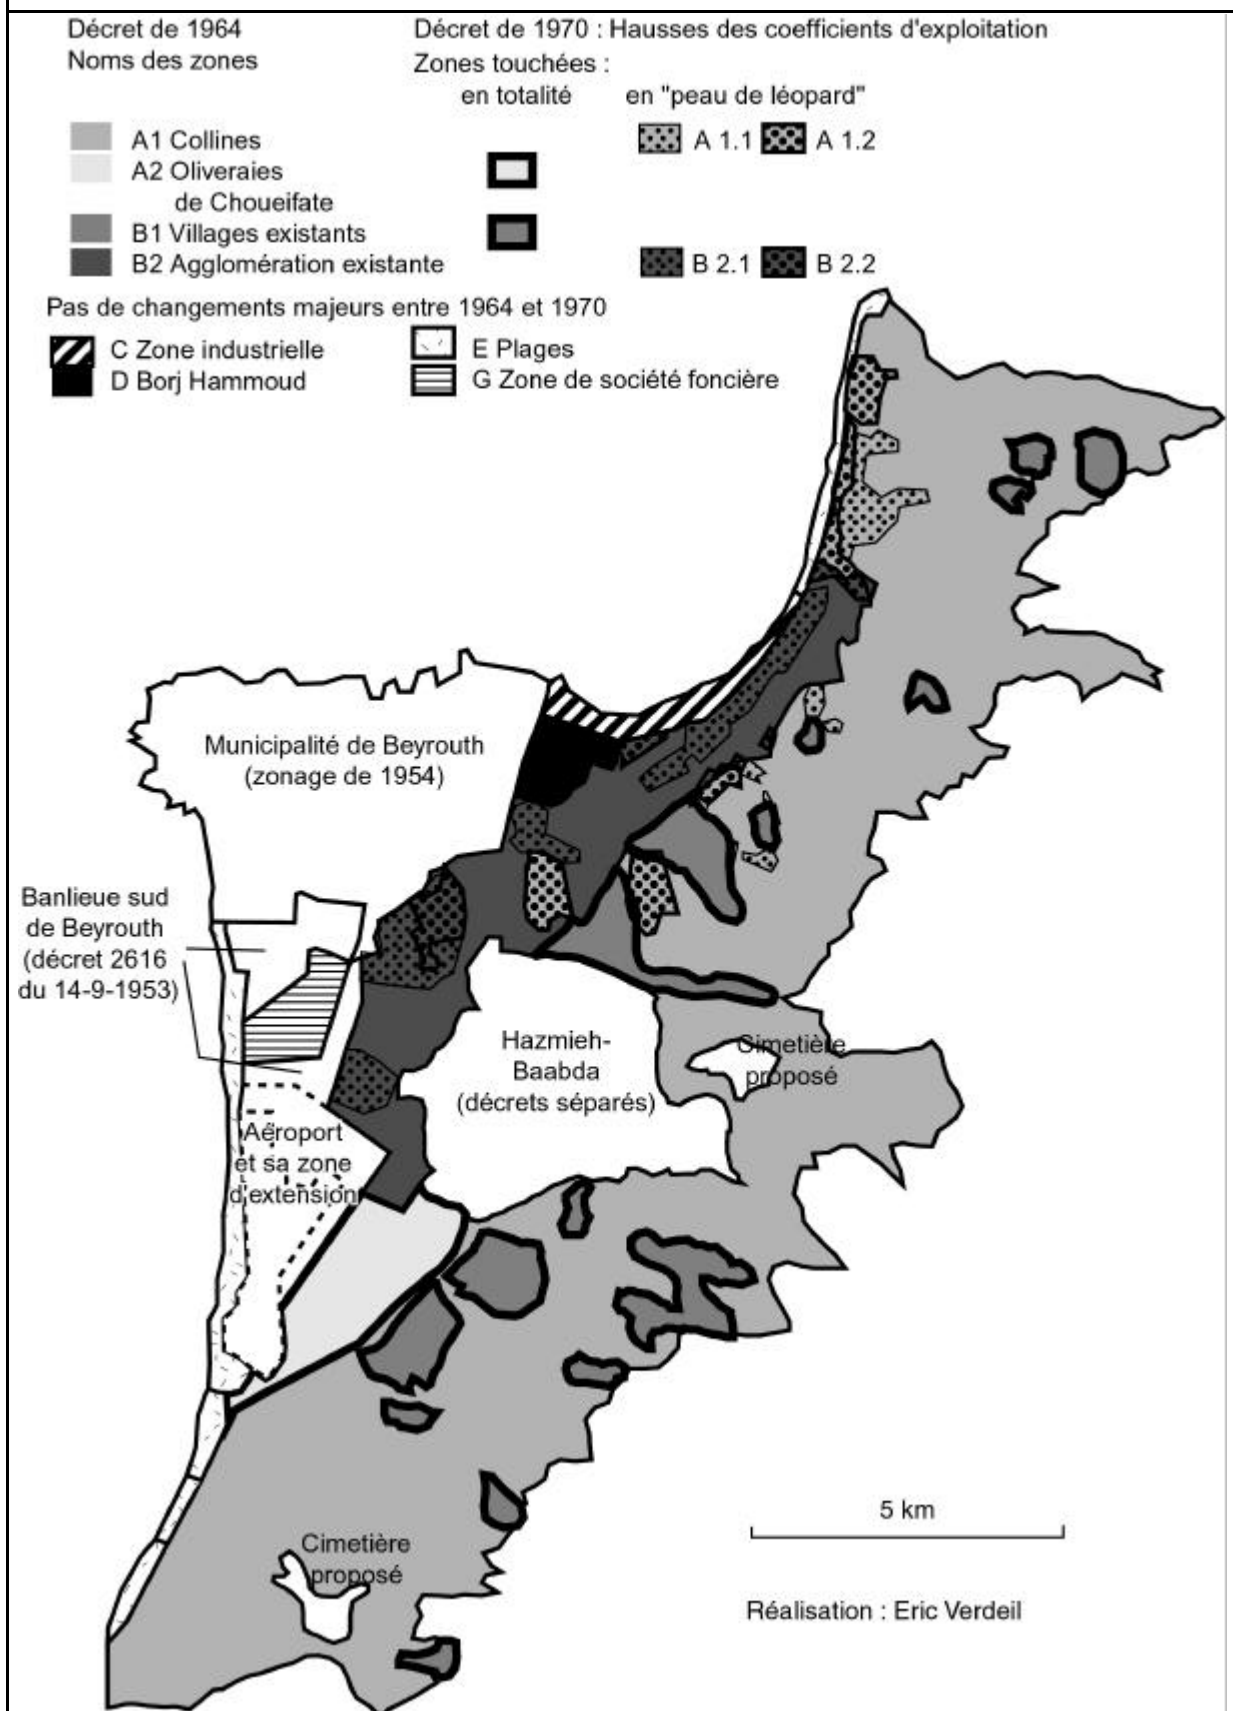 Décret de 1964
Noms des zones
Décret de 1970 : Hausses des coefficients d'exploitation
Zones touchées :
en totalité
en "peau de léopard"
A1 Collines
A 1.1
A 1.2
A2 Oliveraies
de Choueifate
B1 Villages existants
B2 Agglomération existante
B 2.1
B 2.2
Pas de changements majeurs entre 1964 et 1970
C Zone industrielle
E Plages
D Borj Hammoud
G Zone de société foncière
Municipalité de Beyrouth
(zonage de 1954)
Banlieue sud
de Beyrouth
(décret 2616
du 14-9-1953)
Hazmieh-
Baabda
(décrets séparés)
Cimetière
proposé
Aéroport
et sa zone
d'extension
5 km
Cimetière
proposé
Réalisation : Eric Verdeil